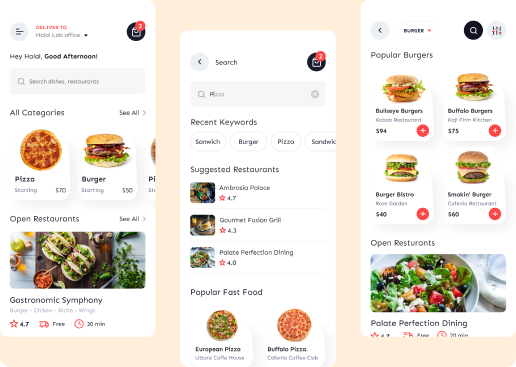 DELIVER TO
Halal Lab office
2
Hey Halal, Good Afternoon!
Search dishes, restaurants
All Categories
See All
Pizza
Starting
$70
Burger
Starting
$50
Open Restaurants
See All
Gastronomic Symphony
Burger - Chiken - Riche - Wings
4.7
Free
20 min
Search
2
Pizza
Recent Keywords
Sanwich
Burger
Pizza
Sandwic
Suggested Restaurants
Ambrosia Palace
4.7
Gourmet Fusion Grill
4.3
Palate Perfection Dining
4.0
Popular Fast Food
European Pizza
Uttora Coffe House
Buffalo Pizza.
Cafenio Coffee Club
BURGER
Popular Burgers
Bullseye Burgers
Kabab Restaurant
$94
Buffalo Burgers
Kaji Firm Kitchen
$75
Burger Bistro
Rose Garden
$40
Smokin' Burger
Cafenio Restaurant
$60
Open Resturants
Palate Perfection Dining
4.7
Free
20 min